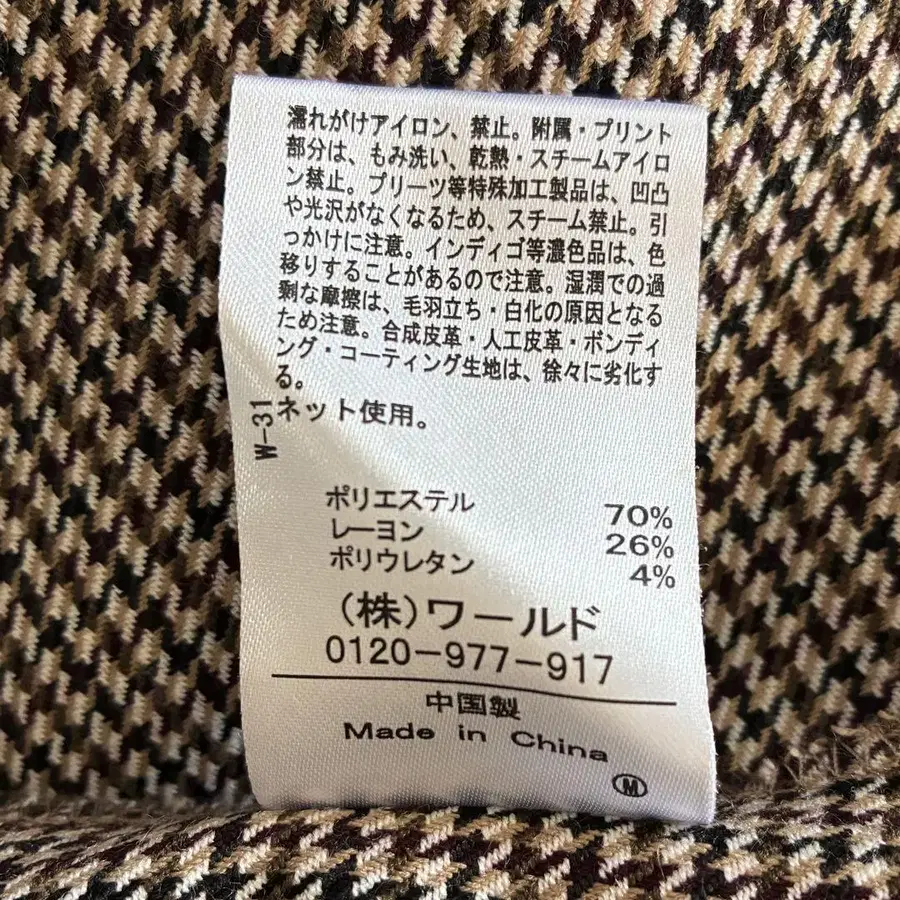 濡れがけアイロン、禁止。附属・プリント
部分は、もみ洗い、乾熱・スチームアイロ
ン禁止。プリーツ等特殊加工製品は、凹凸
や光沢がなくなるため、スチーム禁止。引
っかけに注意。インディゴ等濃色品は、色
移りすることがあるので注意。湿潤での過
剰な摩擦は、毛羽立ち・白化の原因となる
ため注意。合成皮革・人工皮革・ボンディ
ング・コーティング生地は、徐々に劣化す
る。
ネット使用。
W-31
ポリエステル 70%
レーヨン 26%
ポリウレタン 4%
(株)ワールド
0120-977-917
中国製
Made in China
M